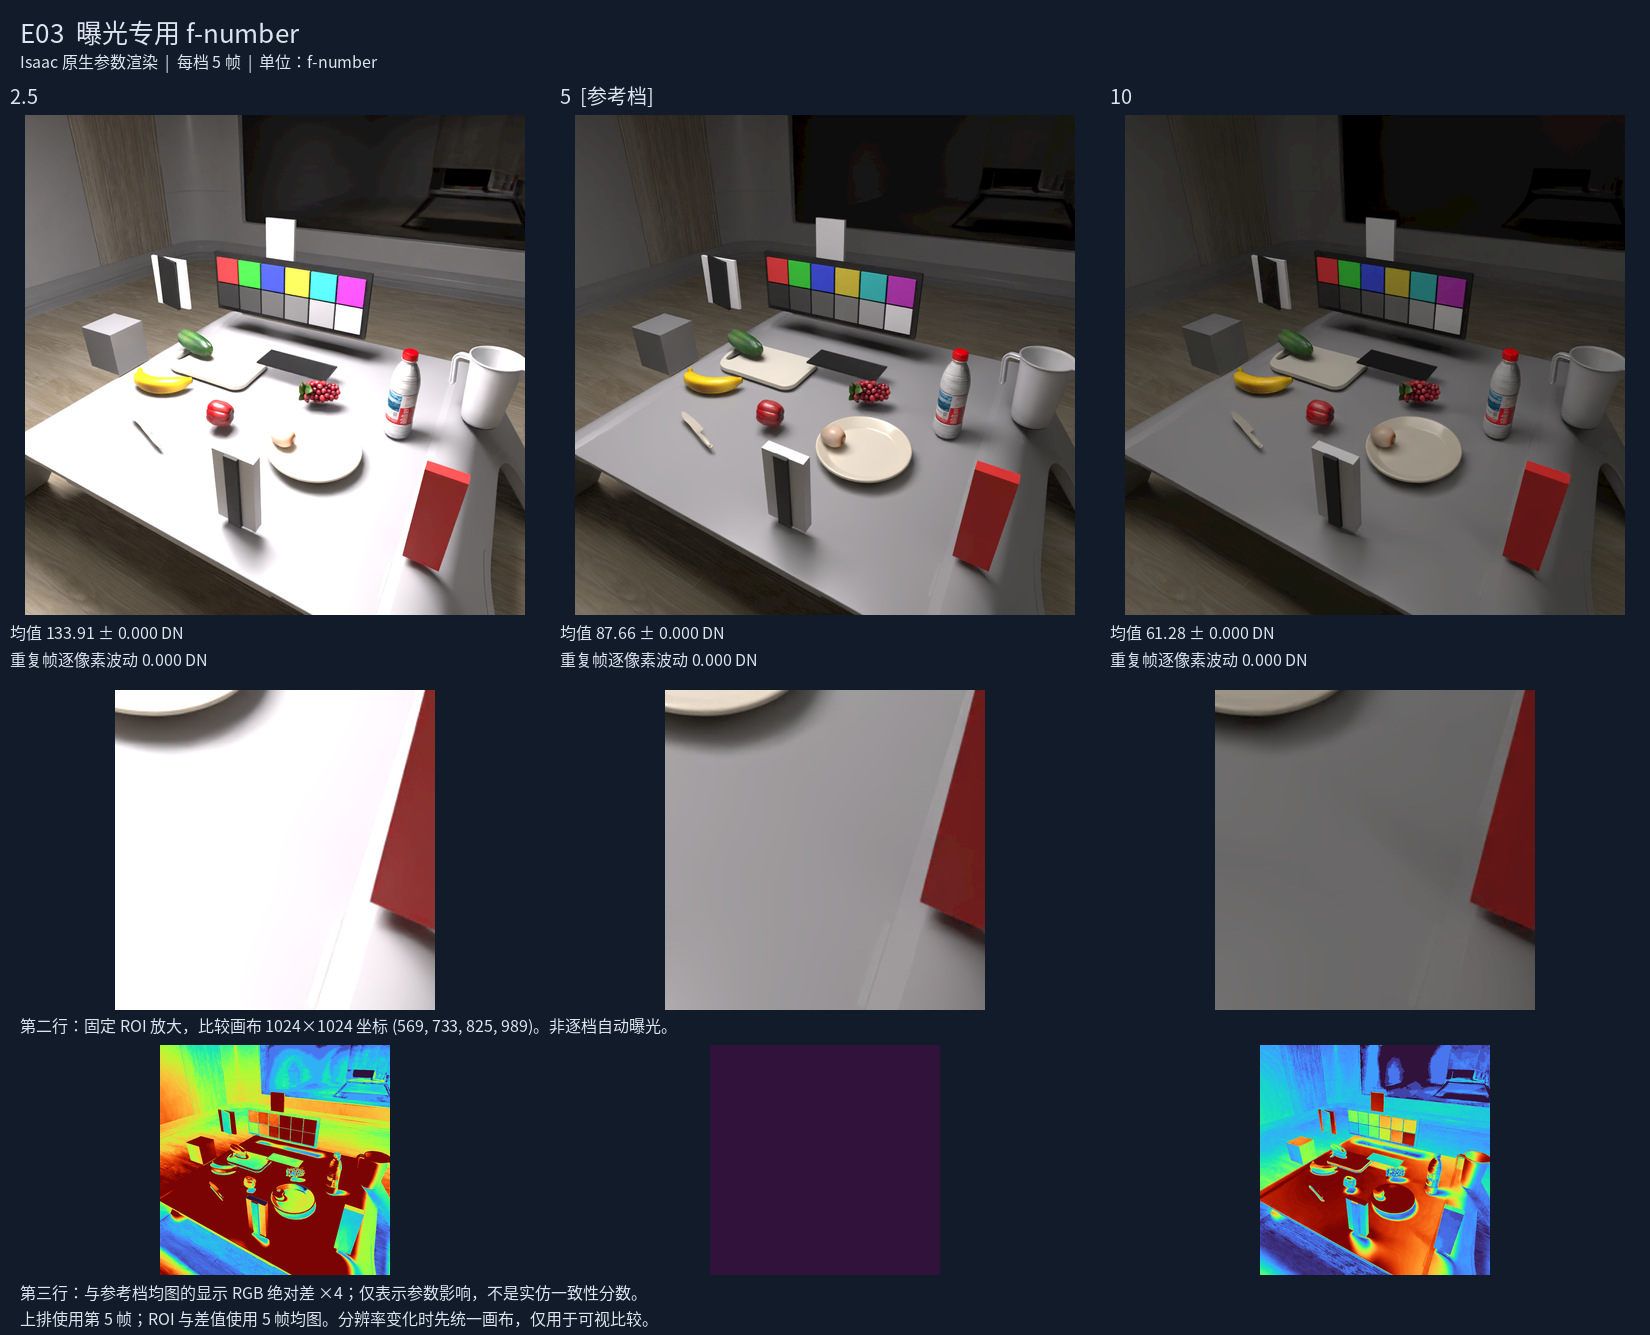 E03 曝光专用 f-number
Isaac 原生参数渲染 | 每档 5 帧 | 单位：f-number
2.5
5 [参考档]
10
均值 133.91 ± 0.000 DN
重复帧逐像素波动 0.000 DN
均值 87.66 ± 0.000 DN
重复帧逐像素波动 0.000 DN
均值 61.28 ± 0.000 DN
重复帧逐像素波动 0.000 DN
第二行：固定 ROI 放大，比较画布 1024×1024 坐标 (569, 733, 825, 989)。非逐档自动曝光。
第三行：与参考档均图的显示 RGB 绝对差 ×4；仅表示参数影响，不是实仿一致性分数。
上排使用第 5 帧；ROI 与差值使用 5 帧均图。分辨率变化时先统一画布，仅用于可视比较。